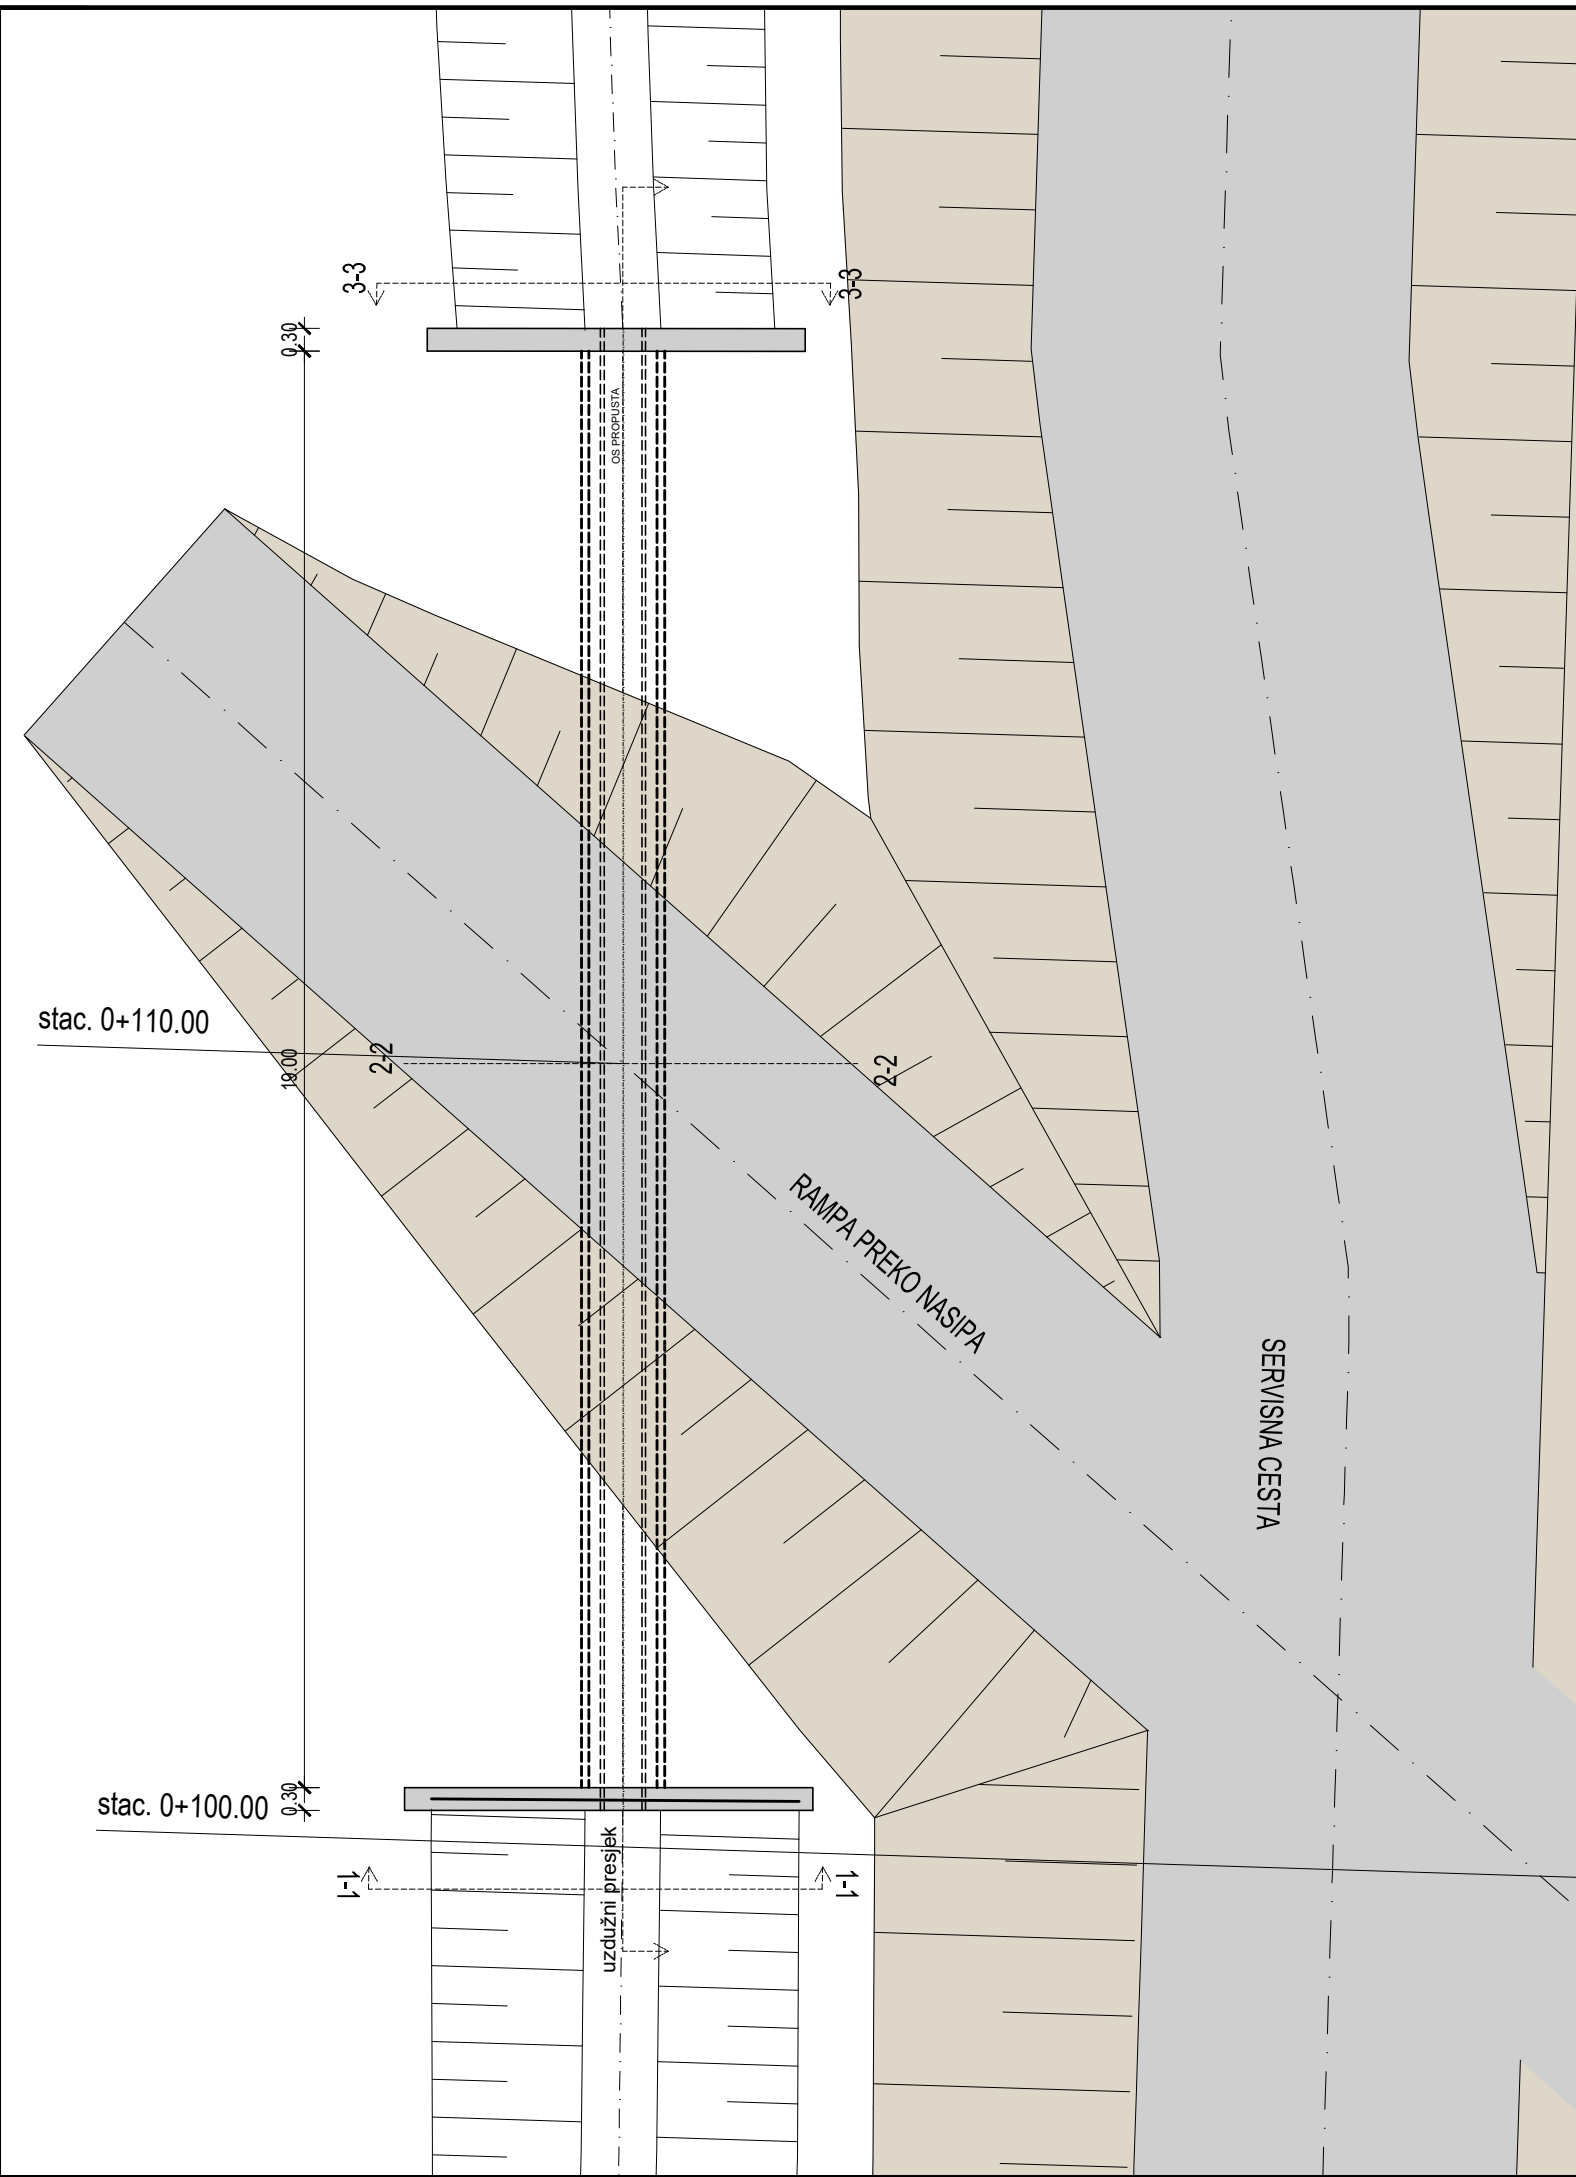 3-3
3-3
0.30
OS PROPUSTA
stac. 0+110.00
19.00
2-2
2-2
RAMPA PREKO NASIPA
SERVISNA CESTA
0.30
stac. 0+100.00
uzdužni presjek
1-1
1-1